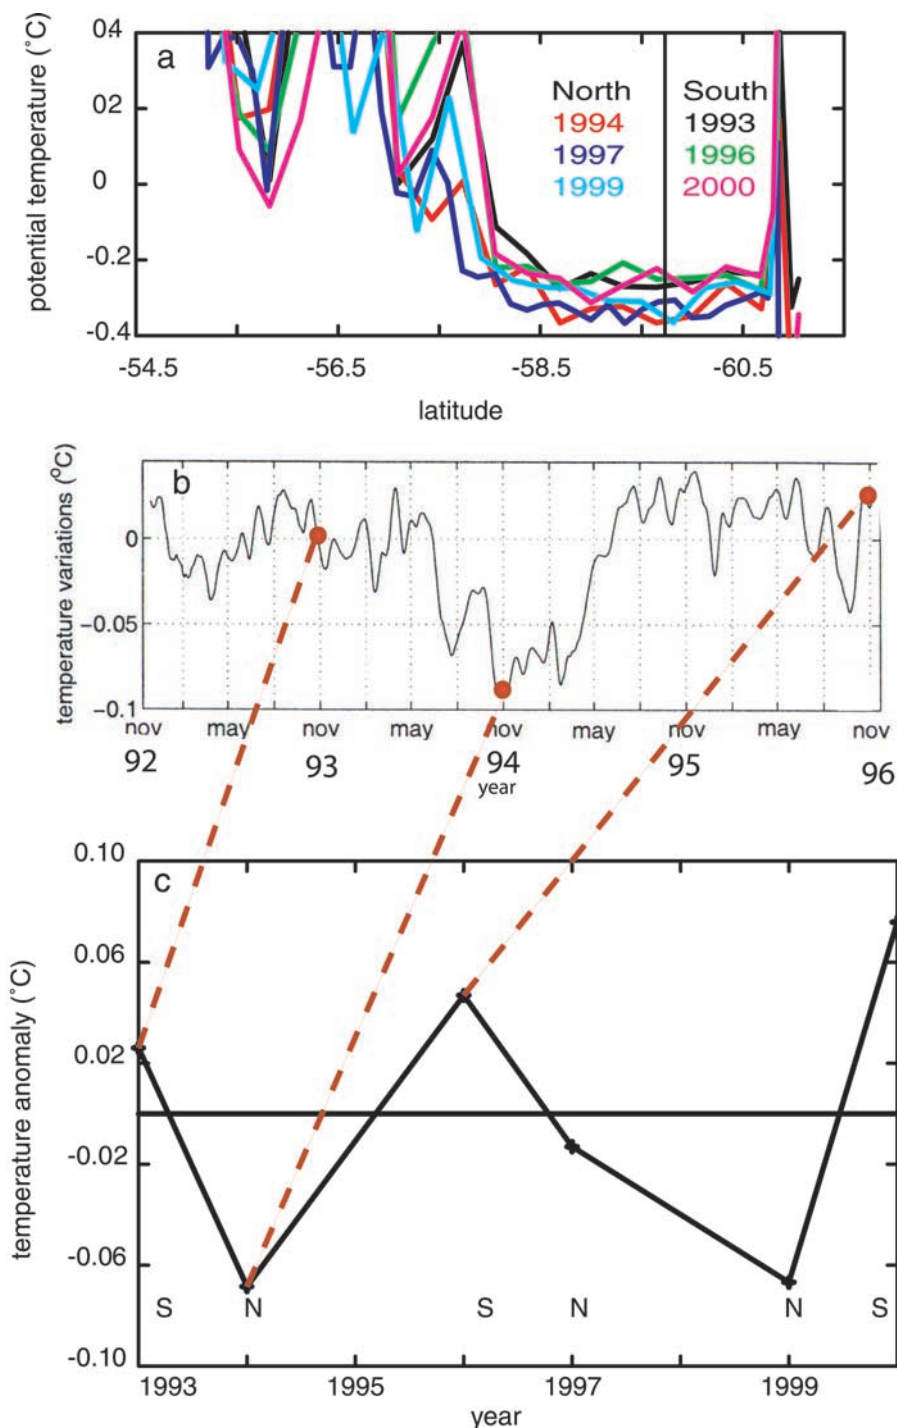 a
04
02
0
-0.2
-0.4
potential temperature (˚C)
North South
1994 1993
1997 1996
1999 2000
-54.5 -56.5 -58.5 -60.5
latitude
b
temperature variations (⁰C)
0
-0.05
-0.1
nov may nov may nov may nov may nov
92 93 94 95 96
year
c
0.10
0.06
0.02
-0.02
-0.06
-0.10
temperature anomaly (˚C)
S N S N N S
1993 1995 1997 1999
year